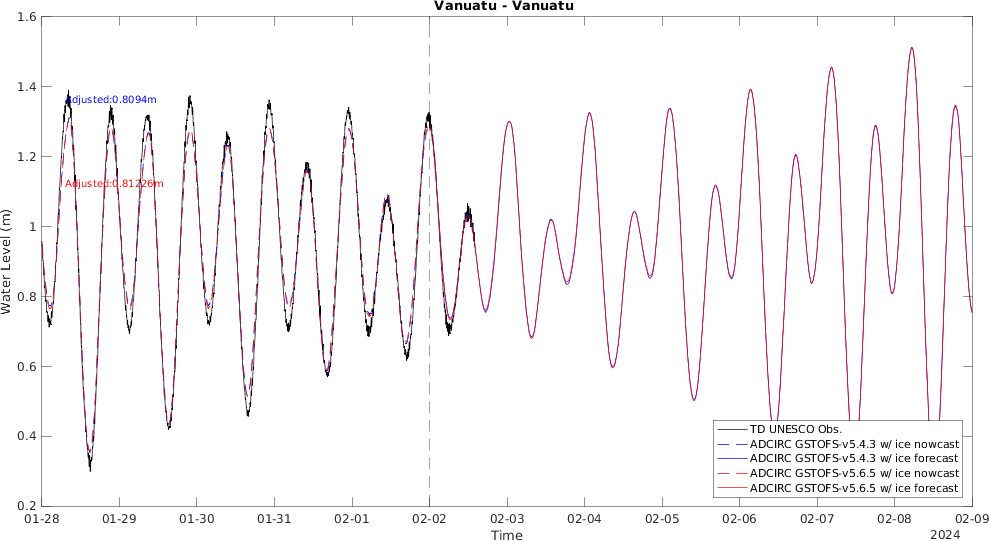 Vanuatu - Vanuatu
1.6
1.4
1.2
1
0.8
0.6
0.4
0.2
Water Level (m)
Adjusted:0.8094m
Adjusted:0.81226m
TD UNESCO Obs.
ADCIRC GSTOFS-v5.4.3 w/ ice nowcast
ADCIRC GSTOFS-v5.4.3 w/ ice forecast
ADCIRC GSTOFS-v5.6.5 w/ ice nowcast
ADCIRC GSTOFS-v5.6.5 w/ ice forecast
01-28 01-29 01-30 01-31 02-01 02-02 02-03 02-04 02-05 02-06 02-07 02-08 02-09
Time
2024